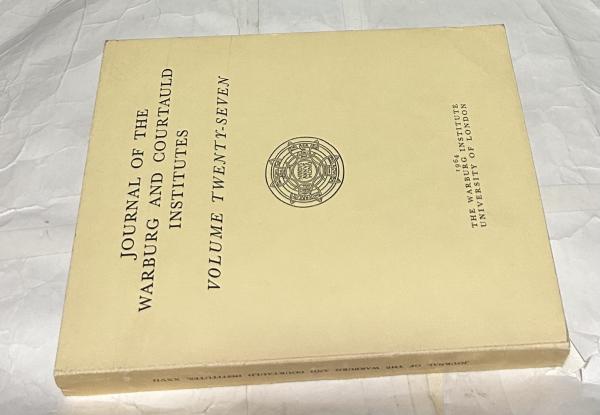 JOURNAL OF THE
WARBURG AND COURTAULD
INSTITUTES
VOLUME TWENTY-SEVEN
1964
THE WARBURG INSTITUTE
UNIVERSITY OF LONDON
JOURNAL OF THE WARBURG AND COURTAULD INSTITUTES, XXVII